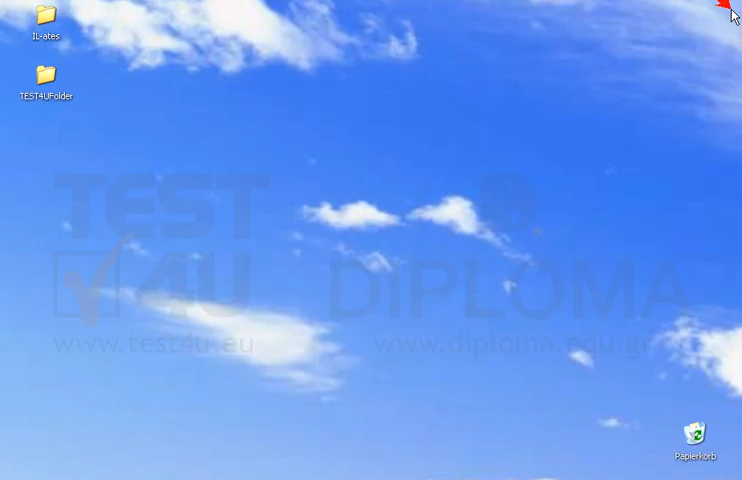 IL-ates
TEST4UFolder
TEST
4U
DIPLOMA
www.test4u.eu
www.diploma.edu.gr
Papierkorb